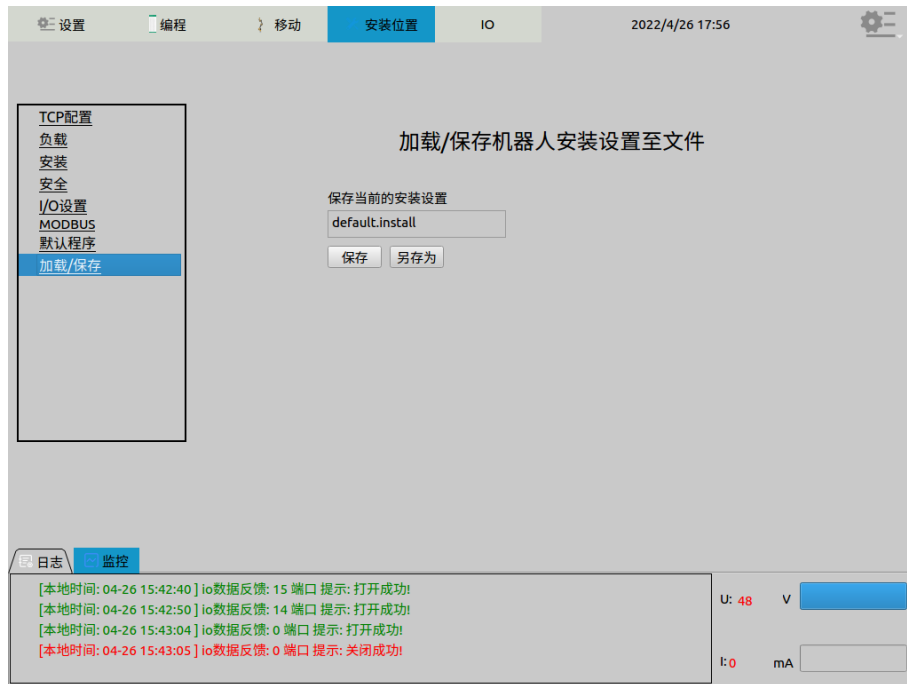 设置 编程 移动 安装位置 IO 2022/4/26 17:56
TCP配置
负载
安装
安全
I/O设置
MODBUS
默认程序
加载/保存
加载/保存机器人安装设置至文件
保存当前的安装设置
default.install
保存 另存为
日志 监控
[本地时间: 04-26 15:42:40 ] io数据反馈: 15 端口 提示: 打开成功!
[本地时间: 04-26 15:42:50 ] io数据反馈: 14 端口 提示: 打开成功!
[本地时间: 04-26 15:43:04 ] io数据反馈: 0 端口 提示: 打开成功!
[本地时间: 04-26 15:43:05 ] io数据反馈: 0 端口 提示: 关闭成功!
U: 48 V
I: 0 mA